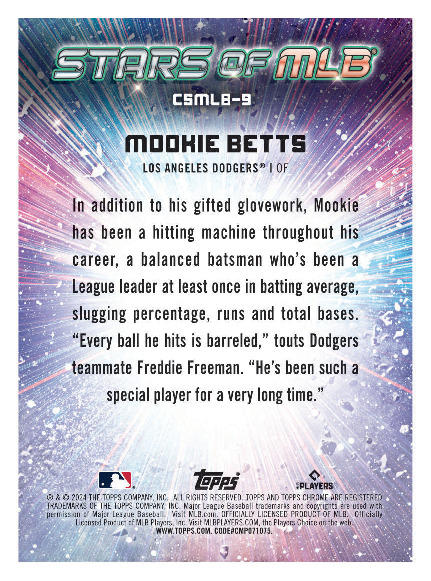 STARS OF MLB®
CSMLB-9
MOOKIE BETTS
LOS ANGELES DODGERS® | OF
In addition to his gifted glovework, Mookie
has been a hitting machine throughout his
career, a balanced batsman who's been a
League leader at least once in batting average,
slugging percentage, runs and total bases.
“Every ball he hits is barreled,” touts Dodgers
teammate Freddie Freeman. “He's been such a
special player for a very long time.”
Topps
MLB PLAYERS
® & © 2024 THE TOPPS COMPANY, INC. ALL RIGHTS RESERVED. TOPPS AND TOPPS CHROME ARE REGISTERED
TRADEMARKS OF THE TOPPS COMPANY, INC. Major League Baseball trademarks and copyrights are used with
permission of Major League Baseball. Visit MLB.com. OFFICIALLY LICENSED PRODUCT OF MLB. Officially
Licensed Product of MLB Players, Inc. Visit MLBPLAYERS.COM, the Players Choice on the web.
WWW.TOPPS.COM. CODE#CMP071073.